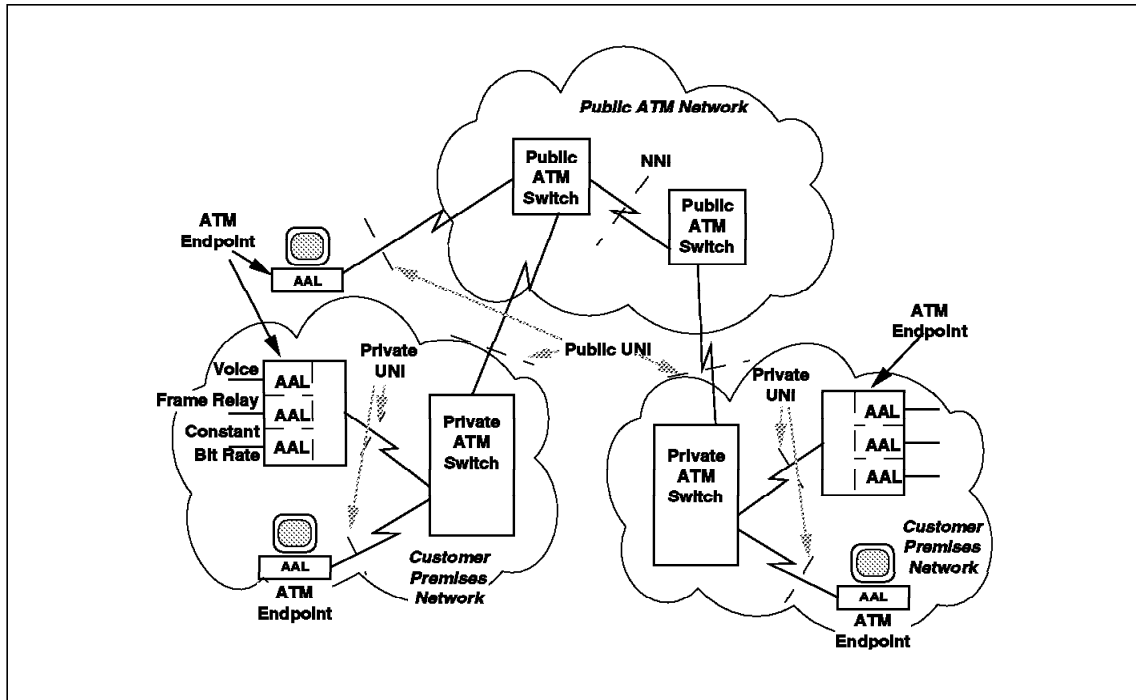 Public ATM Network
Public
ATM
Switch
NNI
Public
ATM
Switch
ATM
Endpoint
AAL
Public UNI
ATM
Endpoint
Voice
Frame Relay
Constant
Bit Rate
AAL
AAL
AAL
Private
UNI
Private
ATM
Switch
AAL
ATM
Endpoint
Customer
Premises
Network
Private
ATM
Switch
Private
UNI
AAL
AAL
AAL
Customer
Premises
Network
AAL
ATM
Endpoint